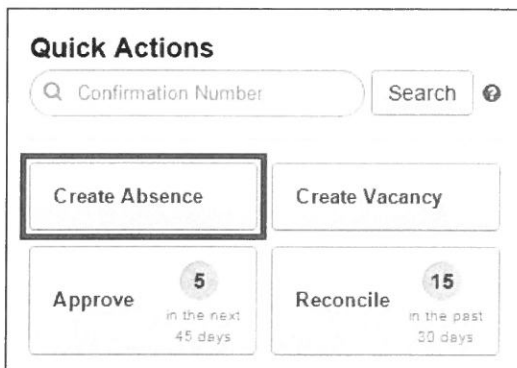 Quick Actions
Confirmation Number
Search ?
Create Absence
Create Vacancy
Approve
5
in the next
45 days
Reconcile
15
in the past
30 days